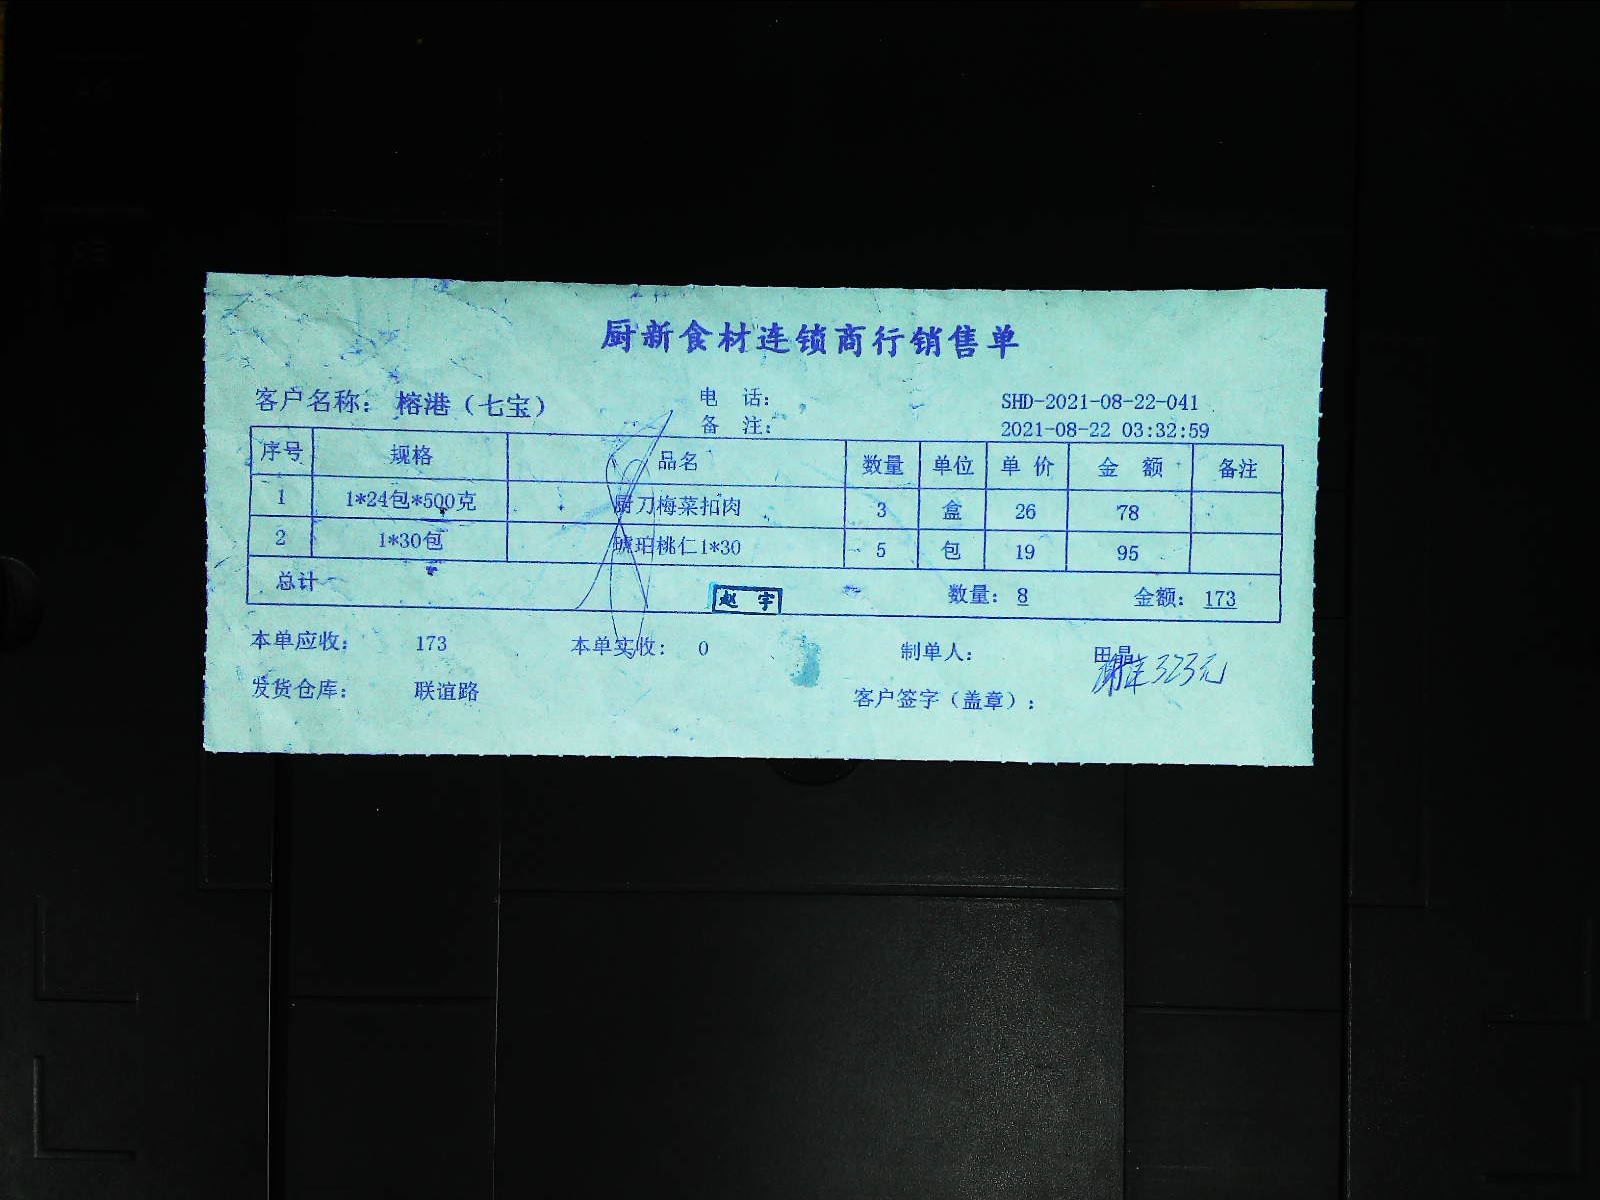 厨新食材连锁商行销售单
客户名称： 榕港（七宝） 电 话： SHD-2021-08-22-041
备 注： 2021-08-22 03:32:59
序号 规格 品名 数量 单位 单 价 金 额 备注
1 1*24包*500克 厨刀梅菜扣肉 3 盒 26 78
2 1*30包 琥珀桃仁1*30 5 包 19 95
总计 数量：8 金额：173
赵 宇
本单应收： 173 本单实收： 0 制单人： 田晶
323元
发货仓库： 联谊路 客户签字（盖章）：